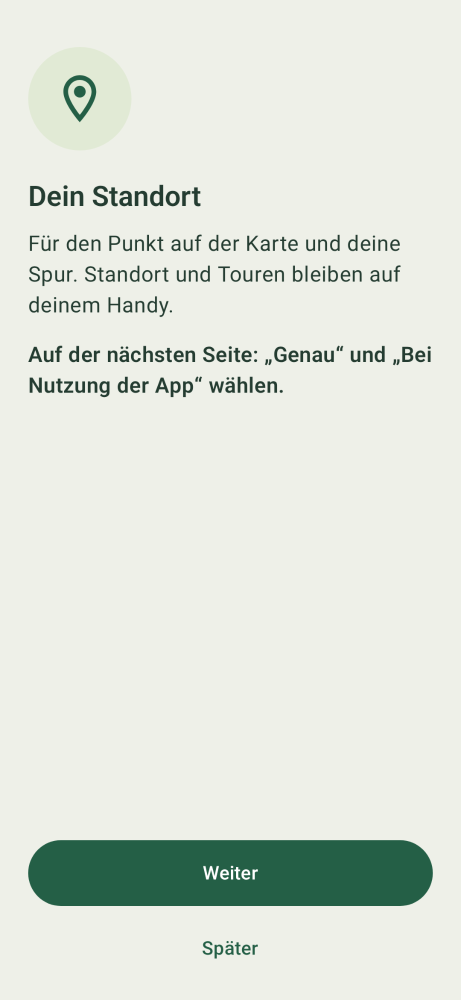 Dein Standort
Für den Punkt auf der Karte und deine
Spur. Standort und Touren bleiben auf
deinem Handy.
Auf der nächsten Seite: „Genau“ und „Bei
Nutzung der App“ wählen.
Weiter
Später